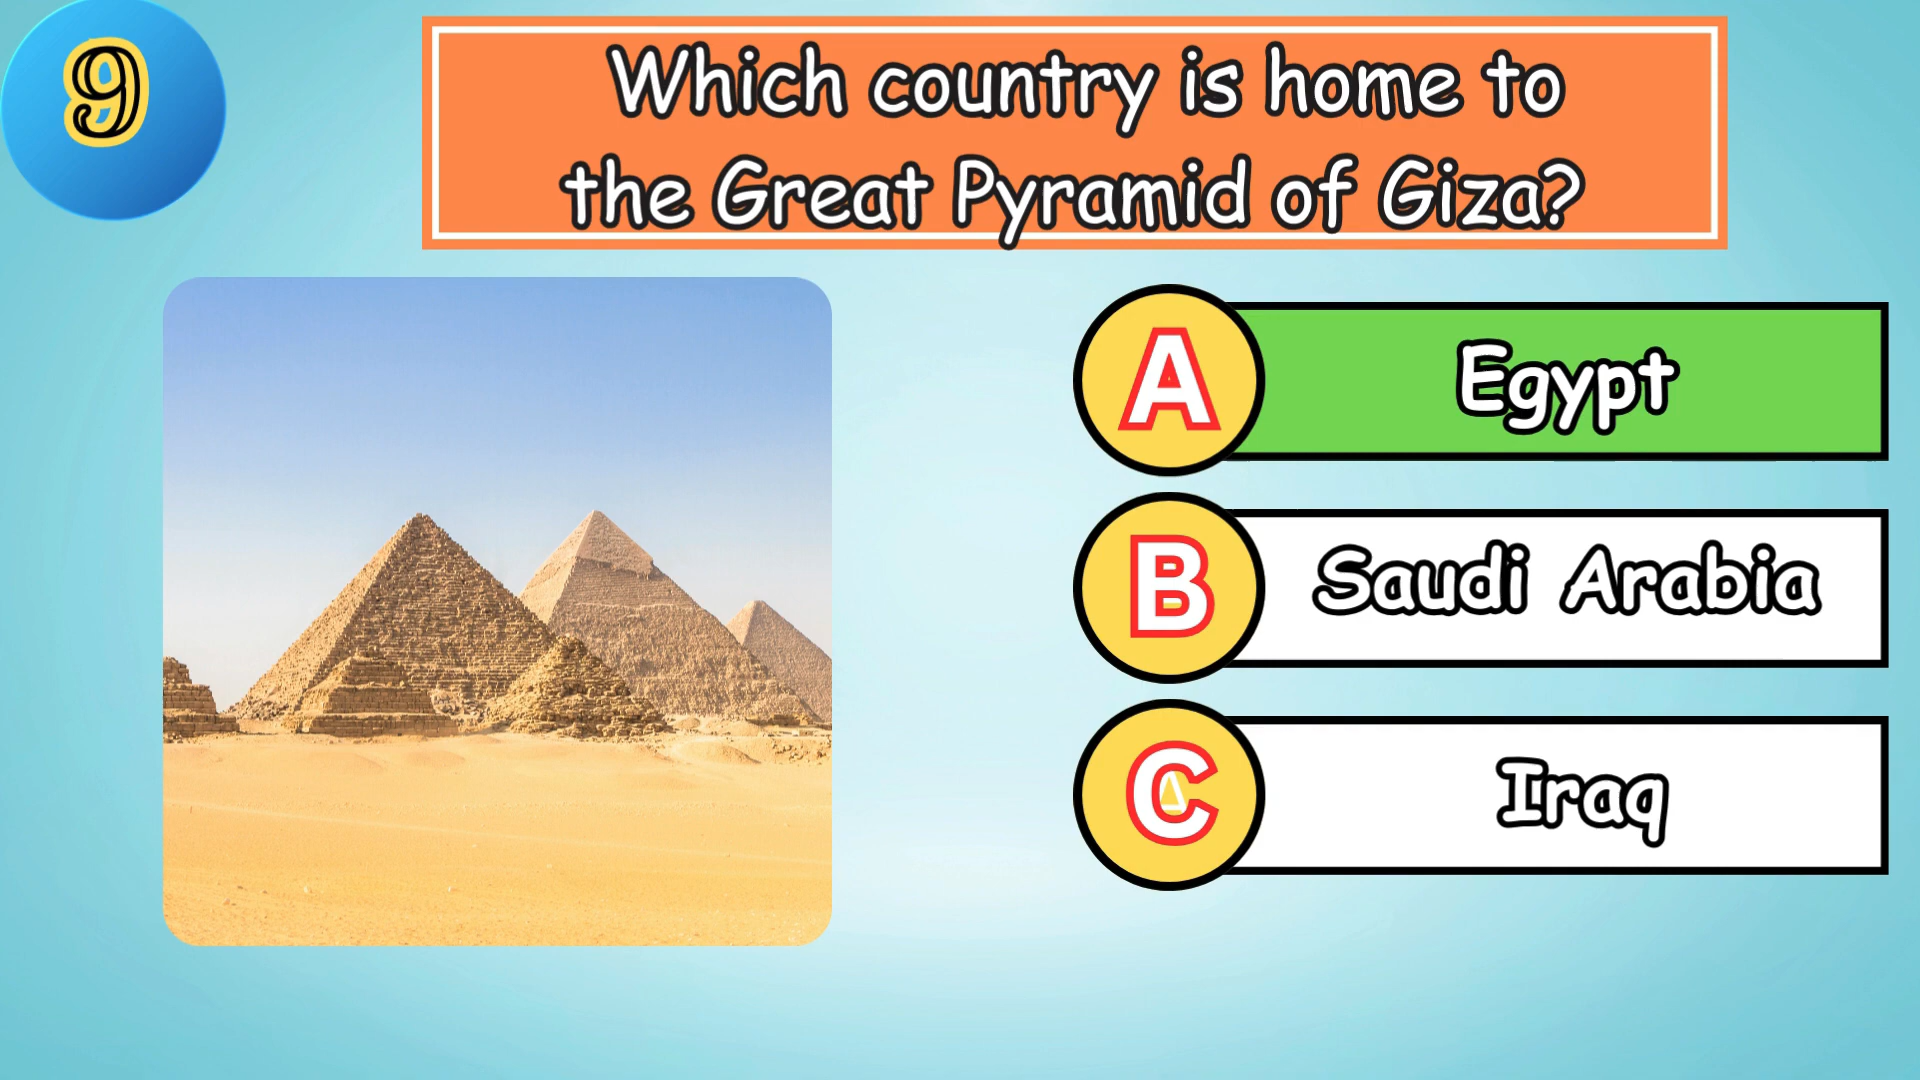 9
Which country is home to
the Great Pyramid of Giza?
A Egypt
B Saudi Arabia
C Iraq